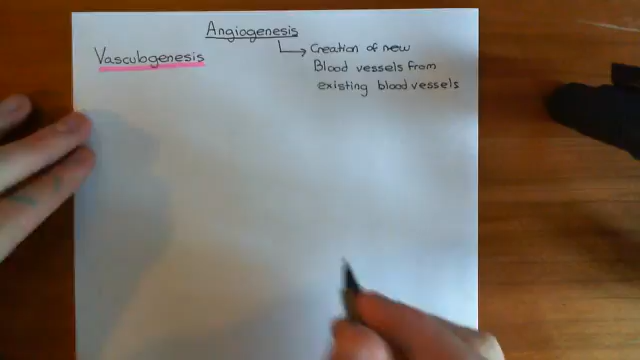 Angiogenesis
Creation of new
Vasculogenesis
Blood vessels from
existing blood vessels